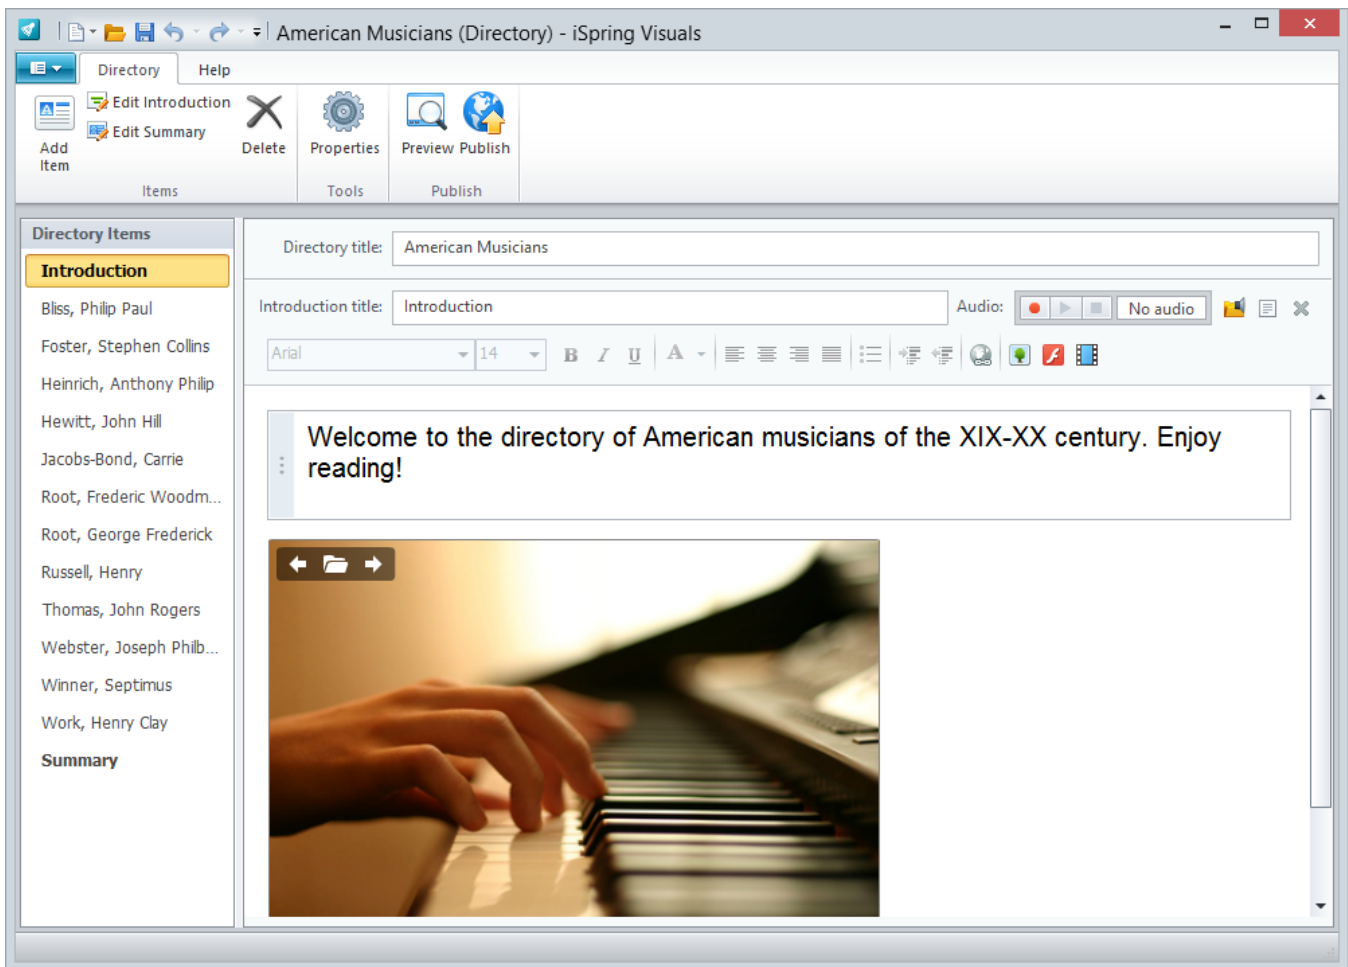 American Musicians (Directory) - iSpring Visuals
Directory Help
Add Item
Edit Introduction
Edit Summary
Delete
Properties
Preview Publish
Items
Tools
Publish
Directory Items
Introduction
Bliss, Philip Paul
Foster, Stephen Collins
Heinrich, Anthony Philip
Hewitt, John Hill
Jacobs-Bond, Carrie
Root, Frederic Woodm...
Root, George Frederick
Russell, Henry
Thomas, John Rogers
Webster, Joseph Philb...
Winner, Septimus
Work, Henry Clay
Summary
Directory title: American Musicians
Introduction title: Introduction Audio: No audio
Arial 14 B I U A
Welcome to the directory of American musicians of the XIX-XX century. Enjoy
reading!